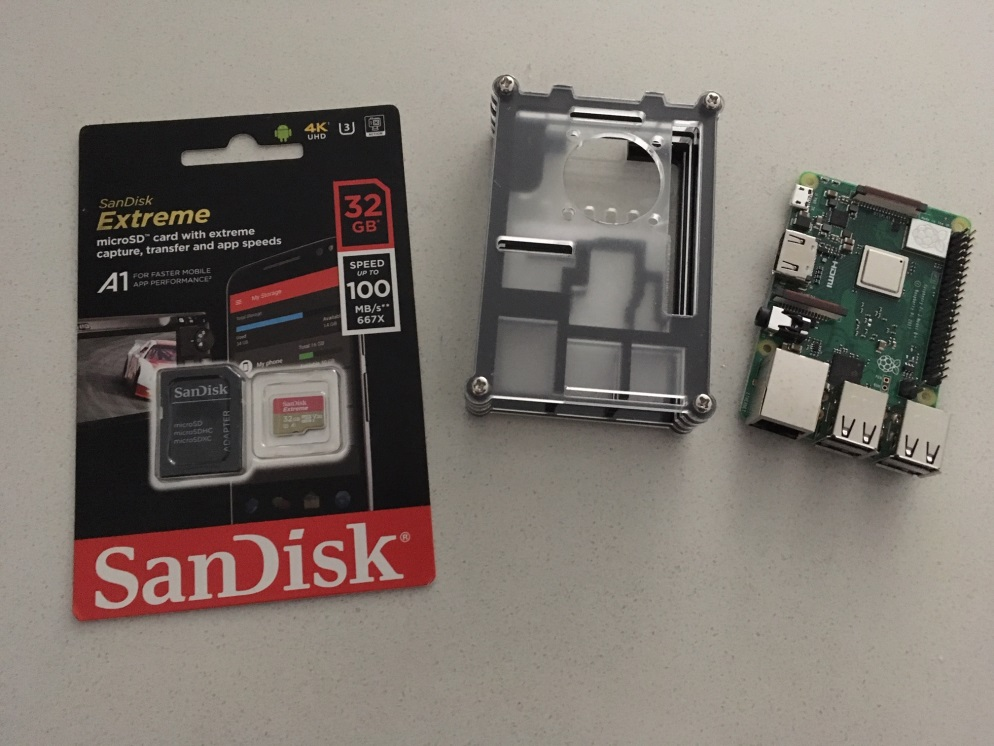 4K
UHD
3
SanDisk
Extreme
microSD™ card with extreme
capture, transfer and app speeds
A1 FOR FASTER MOBILE
APP PERFORMANCE
32
GB
SPEED
UP TO
100
MB/s**
667X
My Storage
My phone
SanDisk
microSD
microSDHC
microSDXC
ADAPTER
SanDisk
Extreme
32
SanDisk®
HDMI